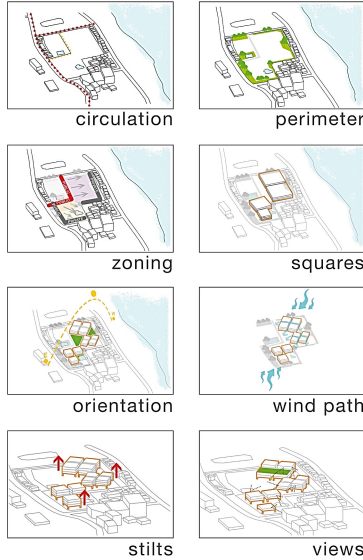 circulation
perimeter
zoning
squares
orientation
wind path
stilts
views